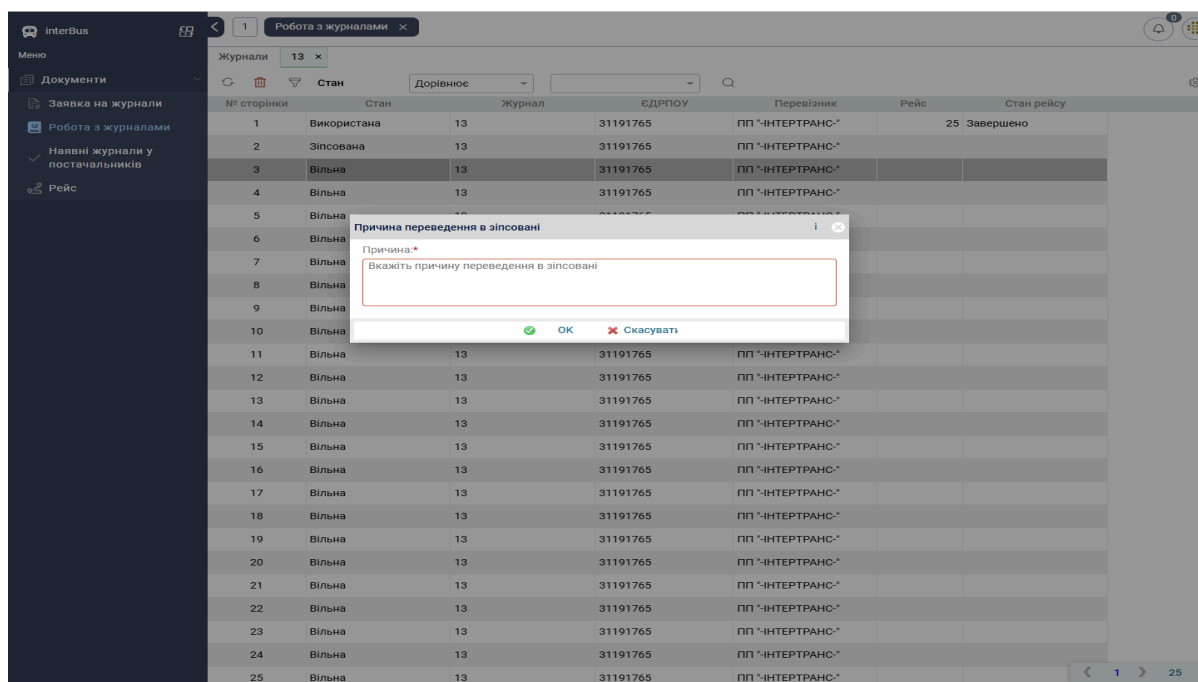 interBus
1 Робота з журналами ×
0
Меню
Журнали 13 ×
Документи
Стан Дорівнює
Заявка на журнали
Робота з журналами
Наявні журнали у
постачальників
Рейс
№ сторінки Стан Журнал ЄДРПОУ Перевізник Рейс Стан рейсу
1 Використана 13 31191765 ПП "-ІНТЕРТРАНС-" 25 Завершено
2 Зіпсована 13 31191765 ПП "-ІНТЕРТРАНС-"
3 Вільна 13 31191765 ПП "-ІНТЕРТРАНС-"
4 Вільна 13 31191765 ПП "-ІНТЕРТРАНС-"
5 Вільна
6 Вільна
7 Вільна
8 Вільна
9 Вільна
10 Вільна
Причина переведення в зіпсовані i
Причина:*
Вкажіть причину переведення в зіпсовані
OK Скасувати
11 Вільна 13 31191765 ПП "-ІНТЕРТРАНС-"
12 Вільна 13 31191765 ПП "-ІНТЕРТРАНС-"
13 Вільна 13 31191765 ПП "-ІНТЕРТРАНС-"
14 Вільна 13 31191765 ПП "-ІНТЕРТРАНС-"
15 Вільна 13 31191765 ПП "-ІНТЕРТРАНС-"
16 Вільна 13 31191765 ПП "-ІНТЕРТРАНС-"
17 Вільна 13 31191765 ПП "-ІНТЕРТРАНС-"
18 Вільна 13 31191765 ПП "-ІНТЕРТРАНС-"
19 Вільна 13 31191765 ПП "-ІНТЕРТРАНС-"
20 Вільна 13 31191765 ПП "-ІНТЕРТРАНС-"
21 Вільна 13 31191765 ПП "-ІНТЕРТРАНС-"
22 Вільна 13 31191765 ПП "-ІНТЕРТРАНС-"
23 Вільна 13 31191765 ПП "-ІНТЕРТРАНС-"
24 Вільна 13 31191765 ПП "-ІНТЕРТРАНС-"
25 Вільна 13 31191765 ПП "-ІНТЕРТРАНС-"
1 25